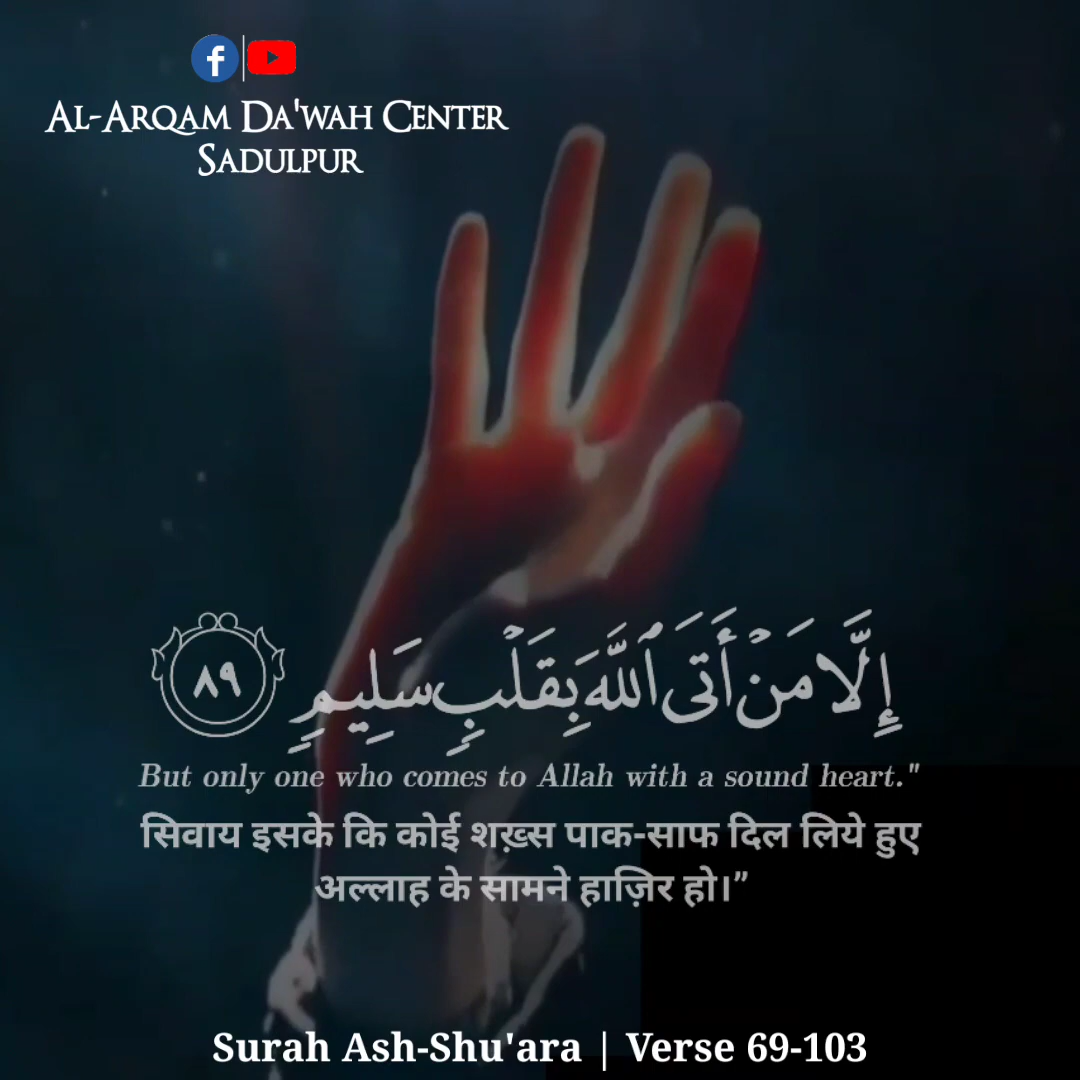 AL-ARQAM DA'WAH CENTER
SADULPUR
إِلَّا مَنْ أَتَى ٱللَّهَ بِقَلْبٍ سَلِيمٍ ٨٩
But only one who comes to Allah with a sound heart."
सिवाय इसके कि कोई शख़्स पाक-साफ दिल लिये हुए
अल्लाह के सामने हाज़िर हो।”
Surah Ash-Shu'ara | Verse 69-103